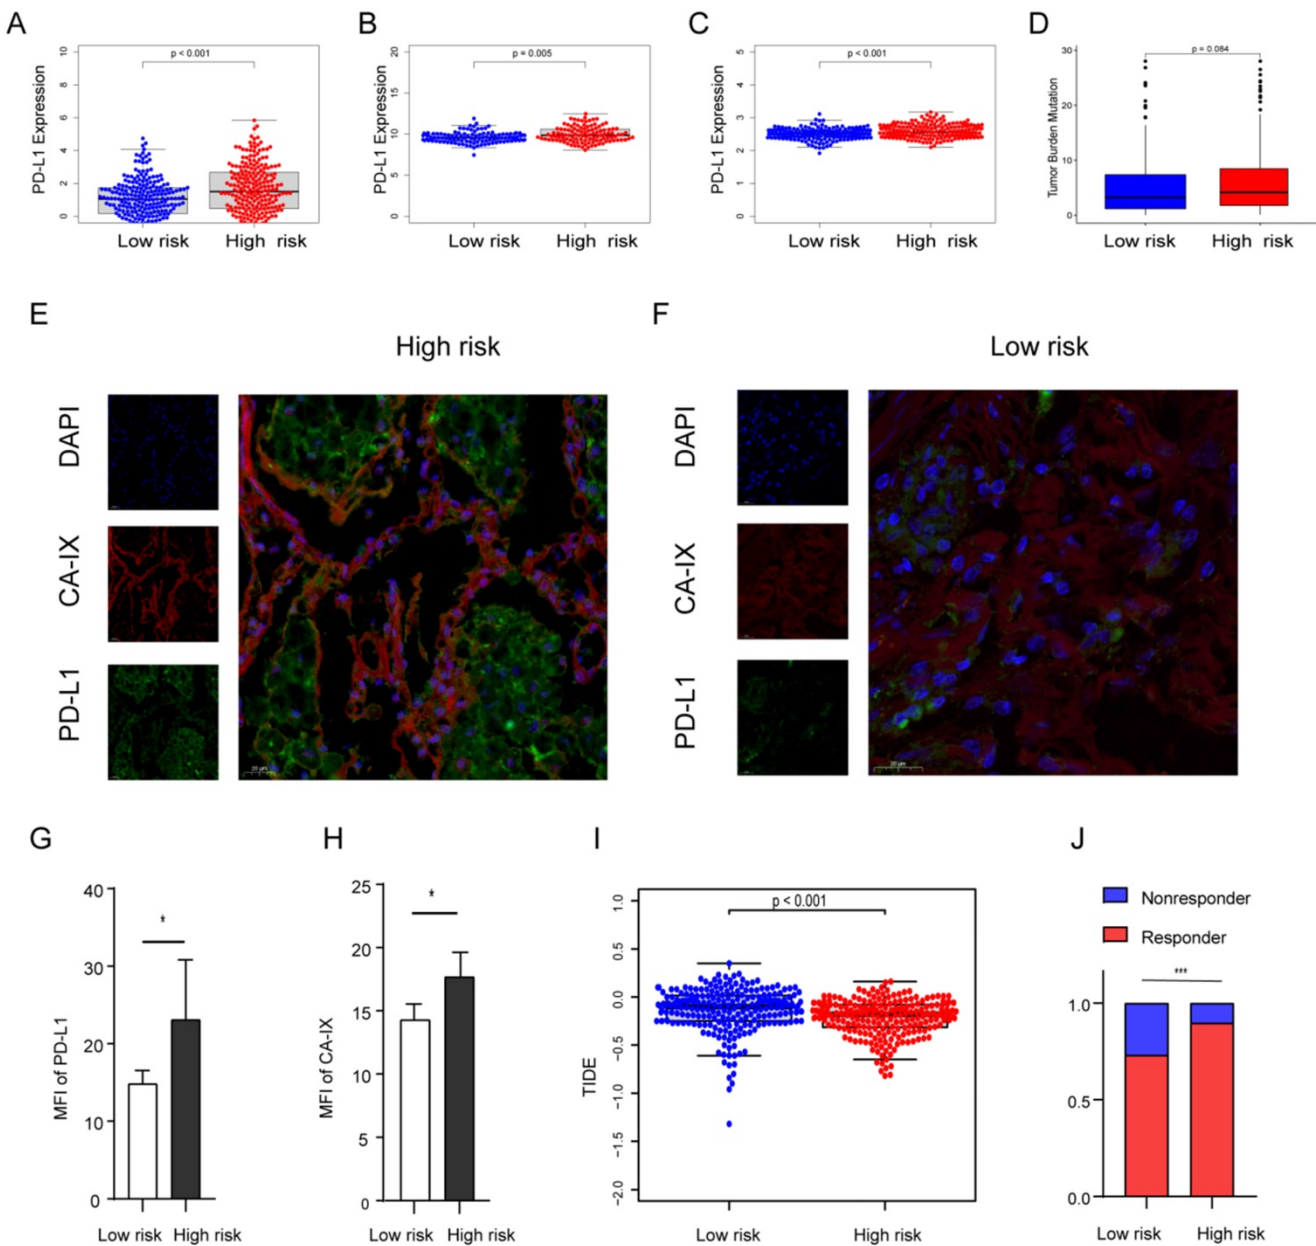 A
B
C
D
PD-L1 Expression
10
8
6
4
2
0
p < 0.001
Low risk
High risk
PD-L1 Expression
20
15
10
5
0
p = 0.005
Low risk
High risk
PD-L1 Expression
5
4
3
2
1
0
p <0.001
Low risk
High risk
Tumor Burden Mutation
30
20
10
0
p = 0.084
Low risk
High risk
E
High risk
DAPI
CA-IX
PD-L1
20 μm
F
Low risk
DAPI
CA-IX
PD-L1
20 μm
G
MFI of PD-L1
40
30
20
10
0
*
Low risk
High risk
H
MFI of CA-IX
25
20
15
10
5
0
*
Low risk
High risk
I
TIDE
1.0
0.5
0.0
−0.5
−1.0
−1.5
−2.0
p < 0.001
Low risk
High risk
J
Nonresponder
Responder
***
1.0
0.5
0.0
Low risk
High risk